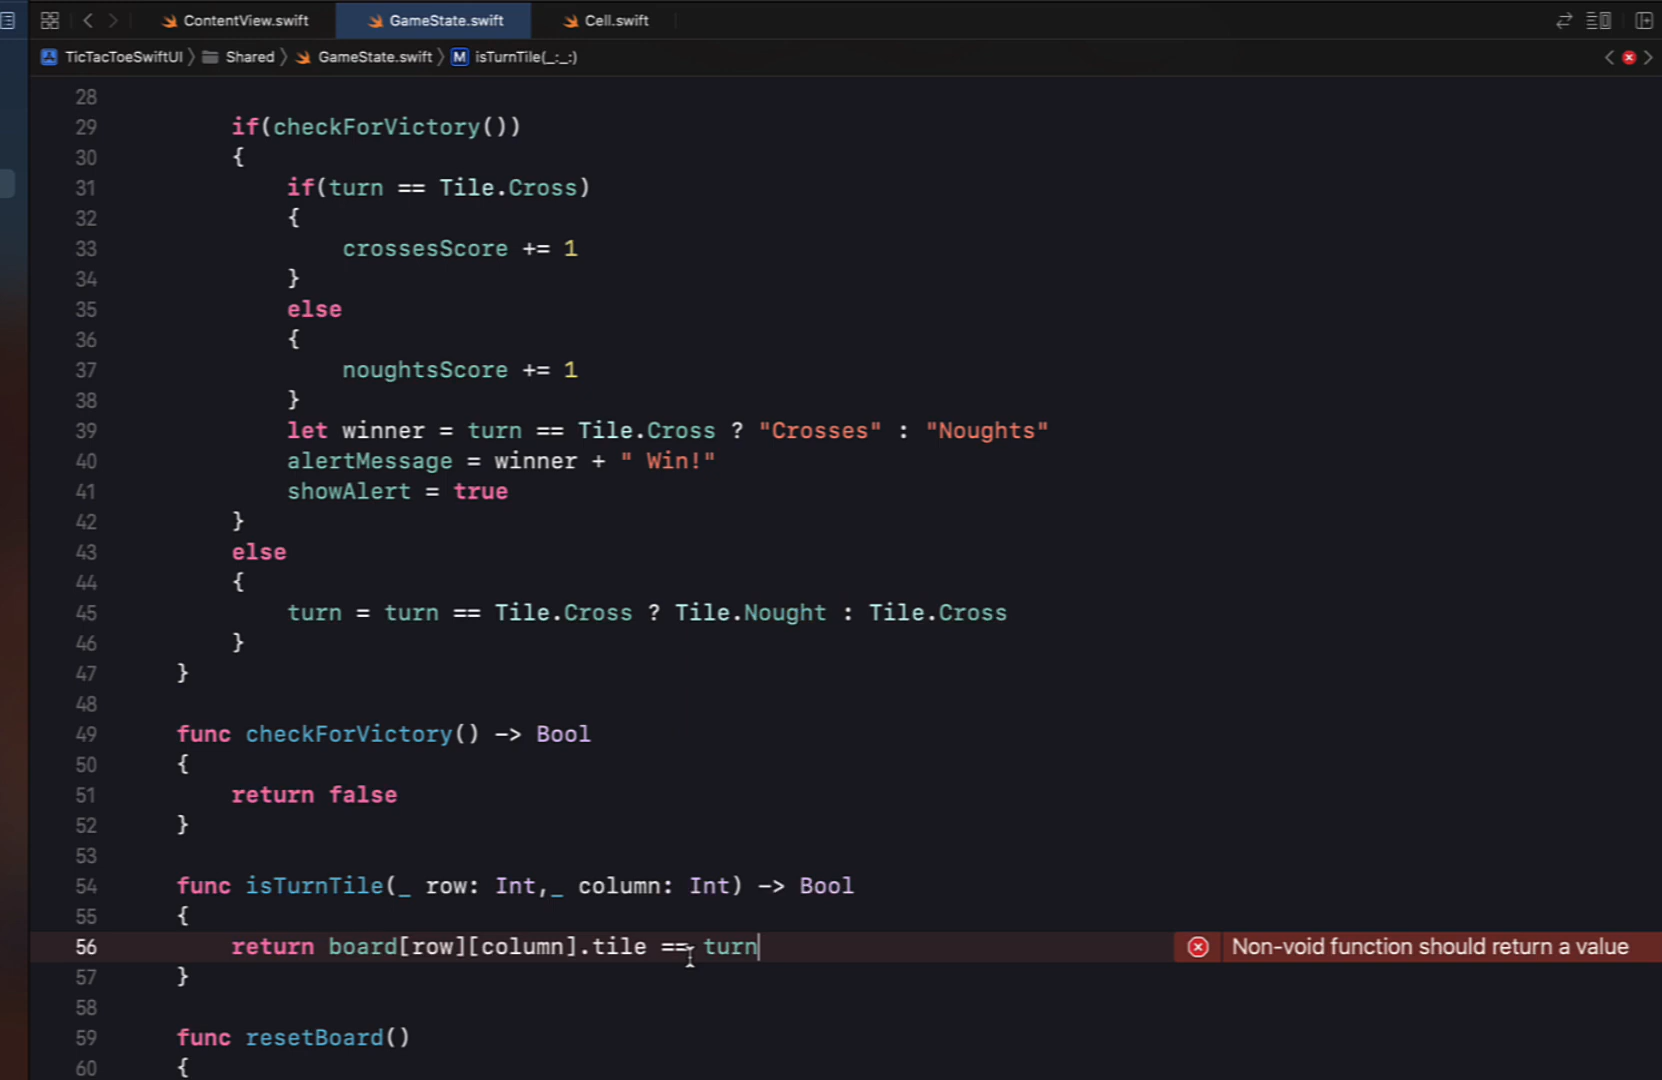 ContentView.swift GameState.swift Cell.swift
TicTacToeSwiftUI Shared GameState.swift M isTurnTile(_:_:)
28
29 if(checkForVictory())
30 {
31 if(turn == Tile.Cross)
32 {
33 crossesScore += 1
34 }
35 else
36 {
37 noughtsScore += 1
38 }
39 let winner = turn == Tile.Cross ? "Crosses" : "Noughts"
40 alertMessage = winner + " Win!"
41 showAlert = true
42 }
43 else
44 {
45 turn = turn == Tile.Cross ? Tile.Nought : Tile.Cross
46 }
47 }
48
49 func checkForVictory() -> Bool
50 {
51 return false
52 }
53
54 func isTurnTile(_ row: Int,_ column: Int) -> Bool
55 {
56 return board[row][column].tile == turn Non-void function should return a value
57 }
58
59 func resetBoard()
60 {